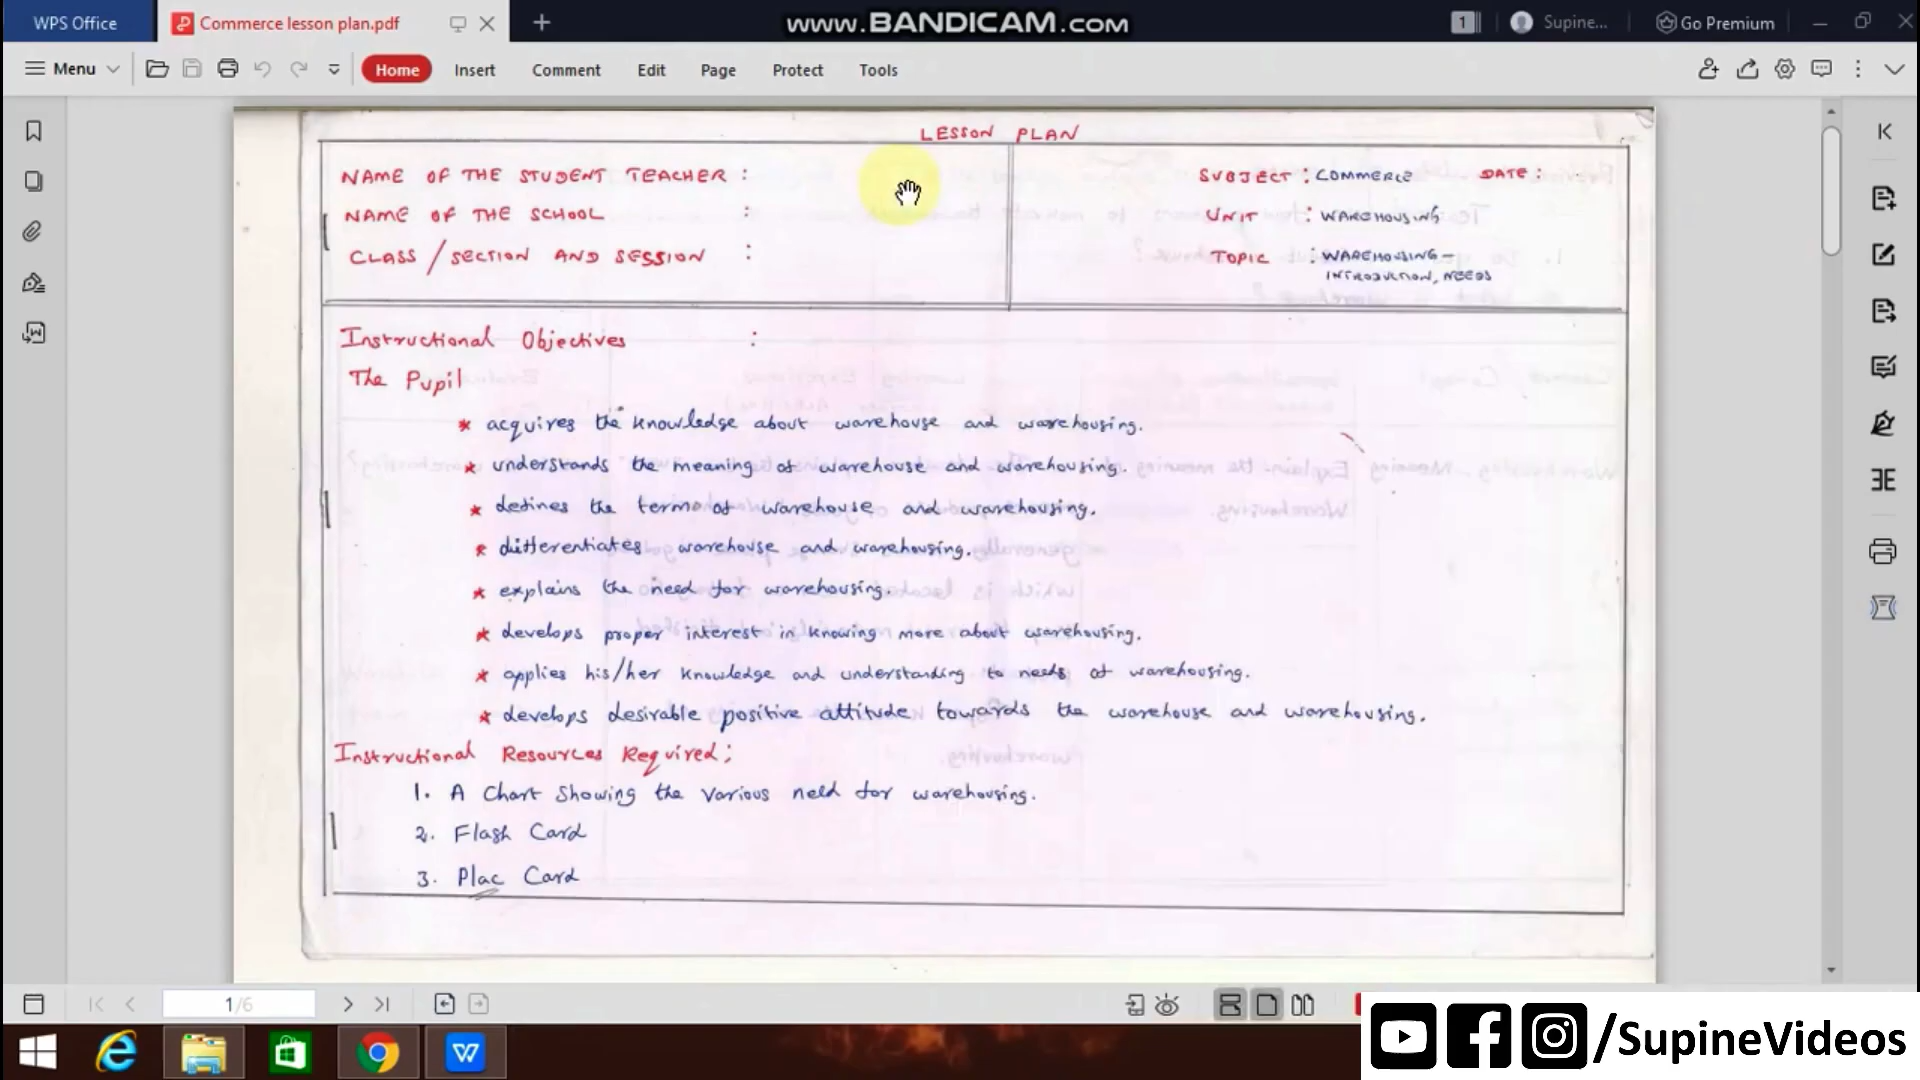 WPS Office
Commerce lesson plan.pdf
www.BANDICAM.com
1
Supine...
Go Premium
Menu
Home
Insert
Comment
Edit
Page
Protect
Tools
LESSON PLAN
NAME OF THE STUDENT TEACHER :
SUBJECT : COMMERCE
DATE :
NAME OF THE SCHOOL :
UNIT : WAREHOUSING
CLASS / SECTION AND SESSION :
TOPIC : WAREHOUSING -
INTRODUCTION, NEEDS
Instructional Objectives :
The Pupil
* acquires the knowledge about warehouse and warehousing.
* understands the meaning of warehouse and warehousing.
* defines the term of warehouse and warehousing.
* differentiates warehouse and warehousing.
* explains the need for warehousing.
* develops proper interest in knowing more about warehousing.
* applies his/her knowledge and understanding to needs of warehousing.
* develops desirable positive attitude towards the warehouse and warehousing.
Instructional Resources Required :
1. A Chart Showing the various need for warehousing.
2. Flash Card
3. Plac Card
1/6
/SupineVideos